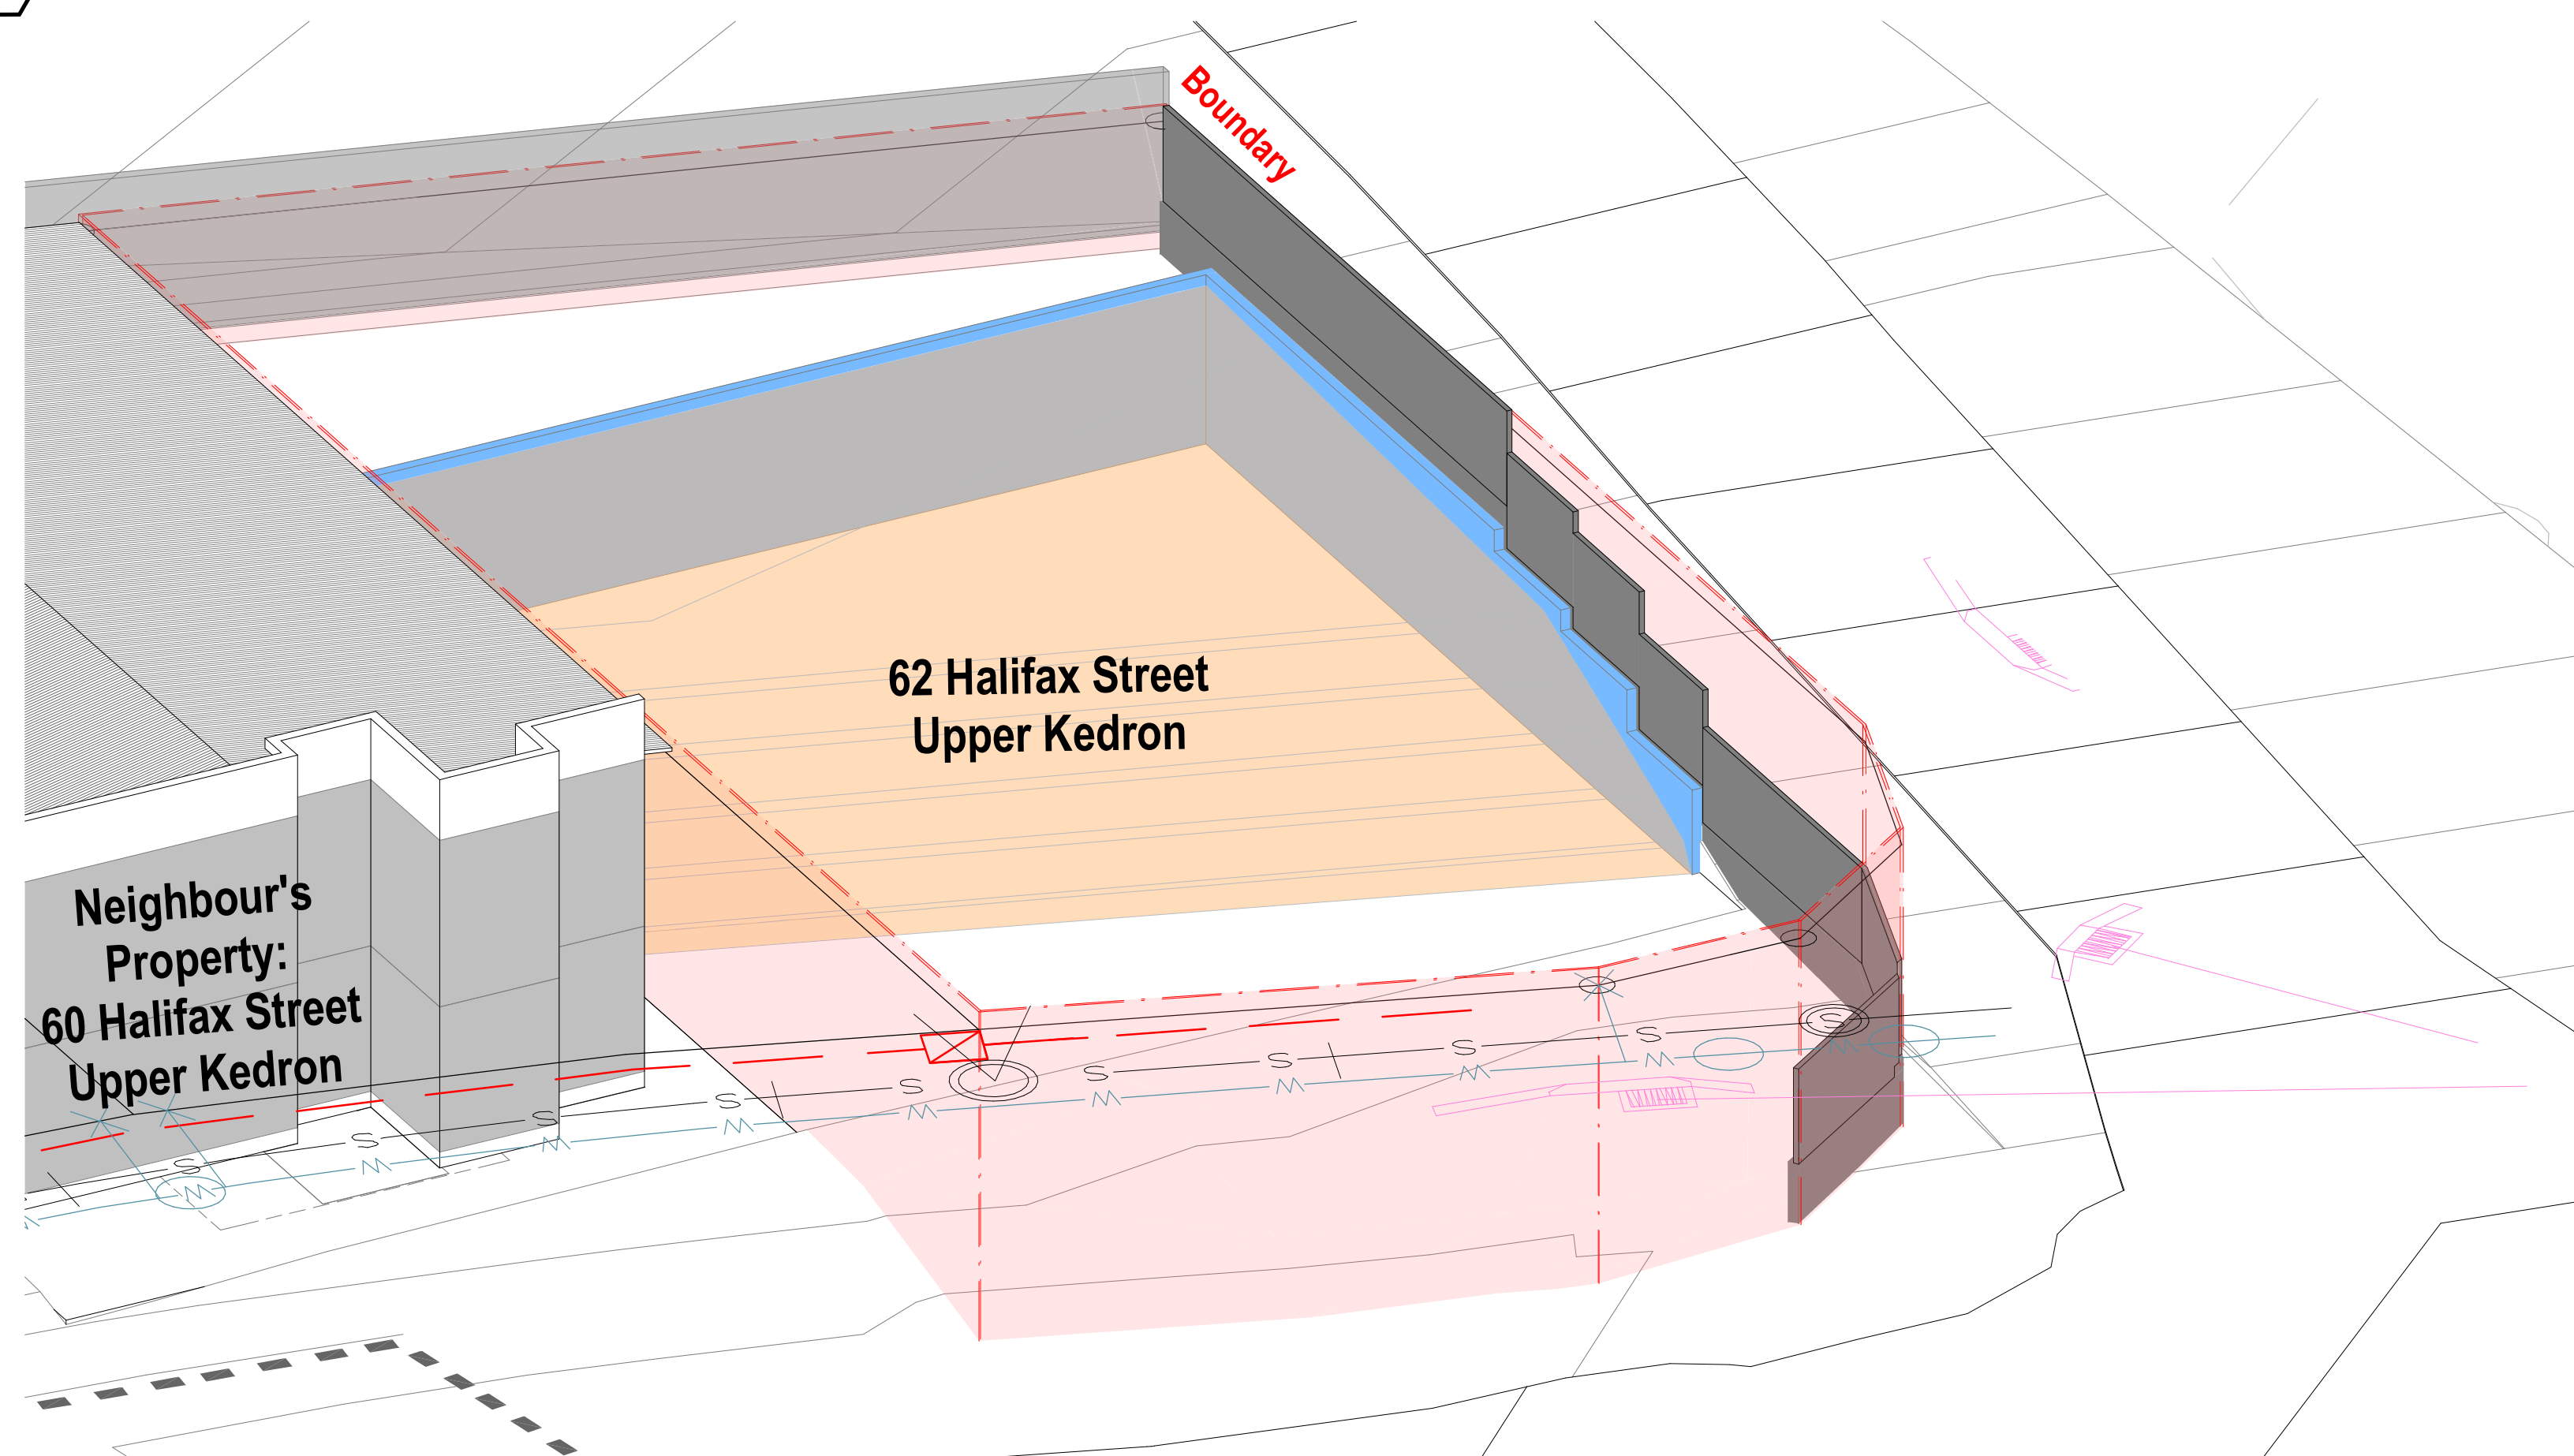 Boundary
62 Halifax Street
Upper Kedron
Neighbour's
Property:
60 Halifax Street
Upper Kedron
S
S
S
S
S
S
S
S
S